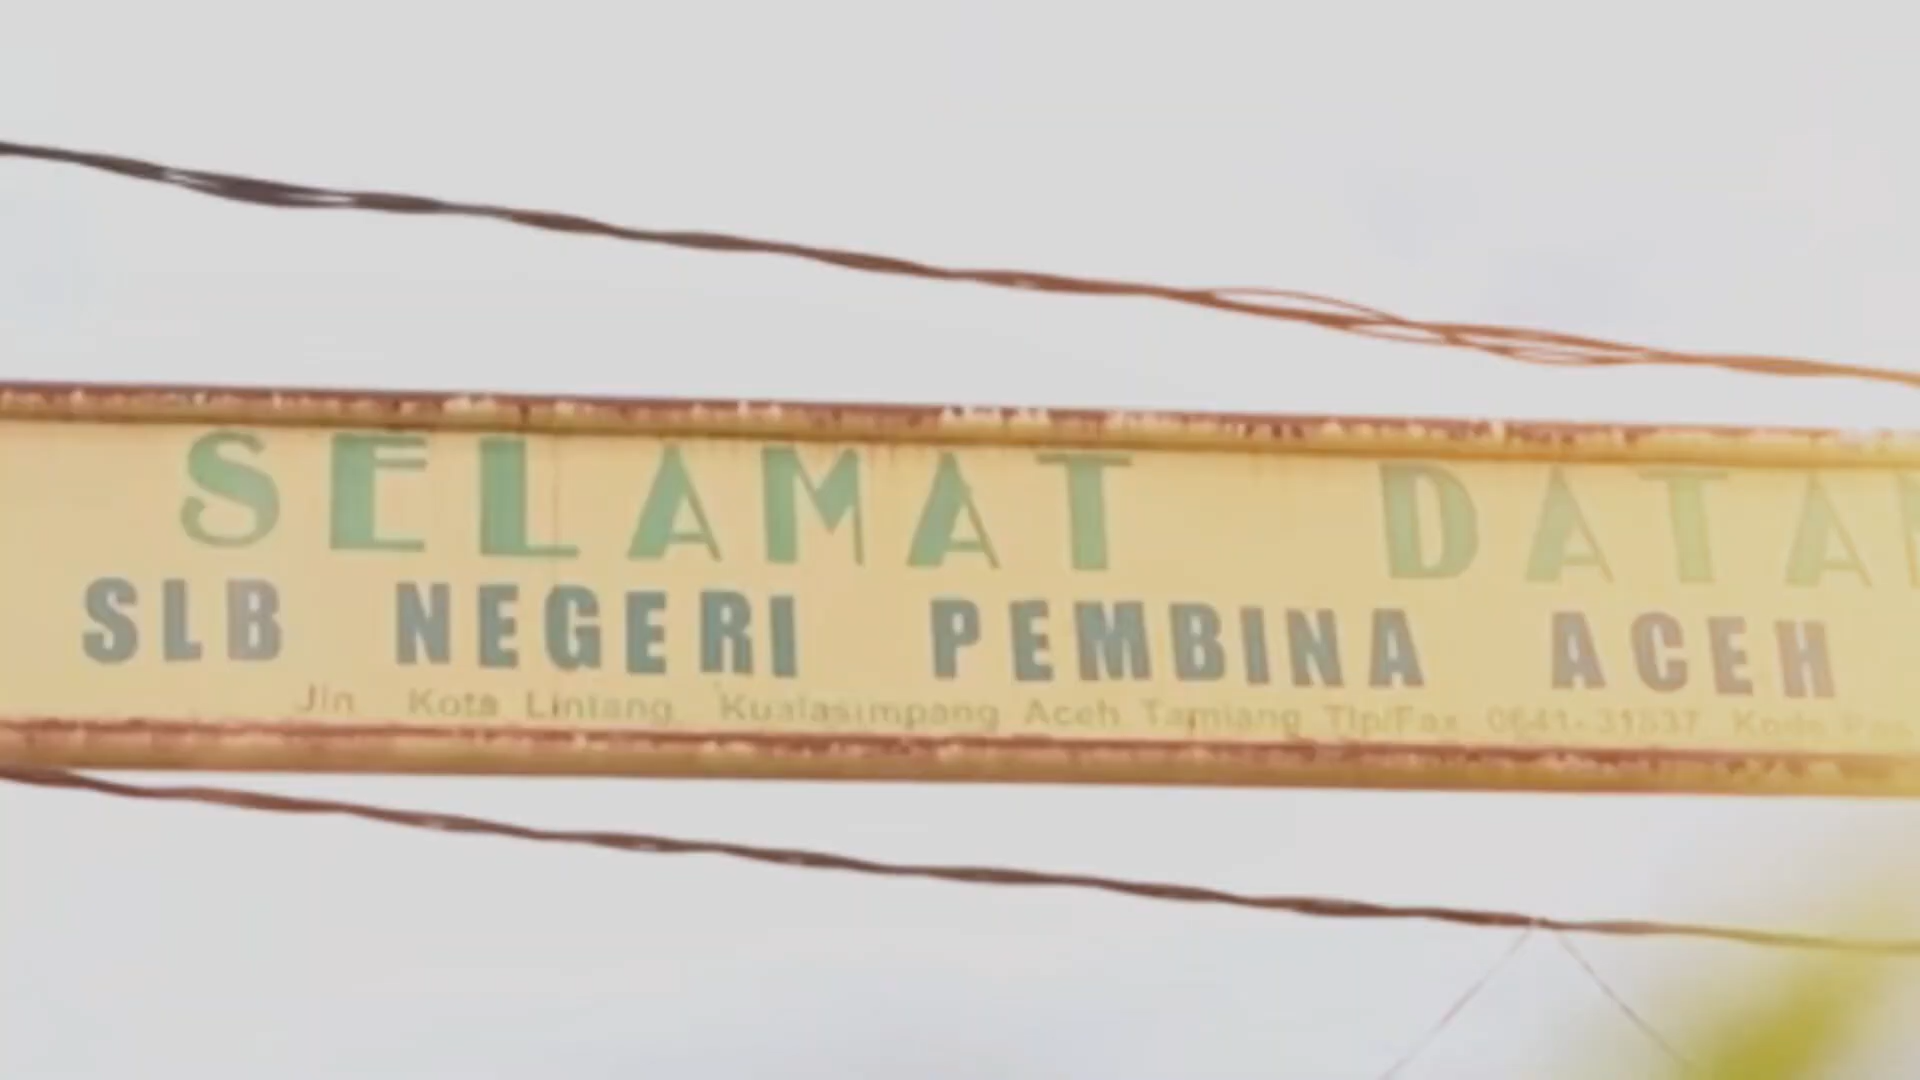 SELAMAT DATAN
SLB NEGERI PEMBINA ACEH
Jln Kota Lintang Kualasimpang Aceh Tamiang Tlp/Fax 0641-31537